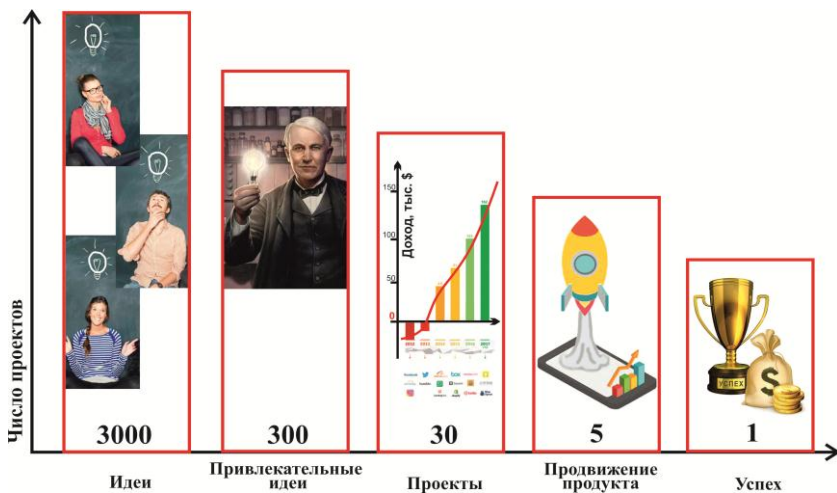 Число проектов
3000
300
30
5
1
Доход, тыс. $
150
100
50
0
УСПЕХ
$
Идеи
Привлекательные
идеи
Проекты
Продвижение
продукта
Успех